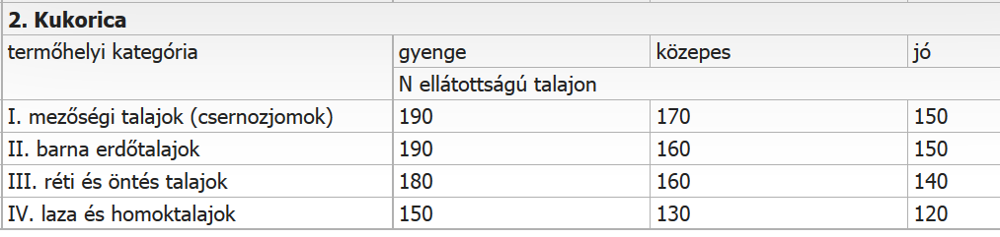 2. Kukorica
termőhelyi kategória gyenge közepes jó
N ellátottságú talajon
I. mezőségi talajok (csernozjomok) 190 170 150
II. barna erdőtalajok 190 160 150
III. réti és öntés talajok 180 160 140
IV. laza és homoktalajok 150 130 120